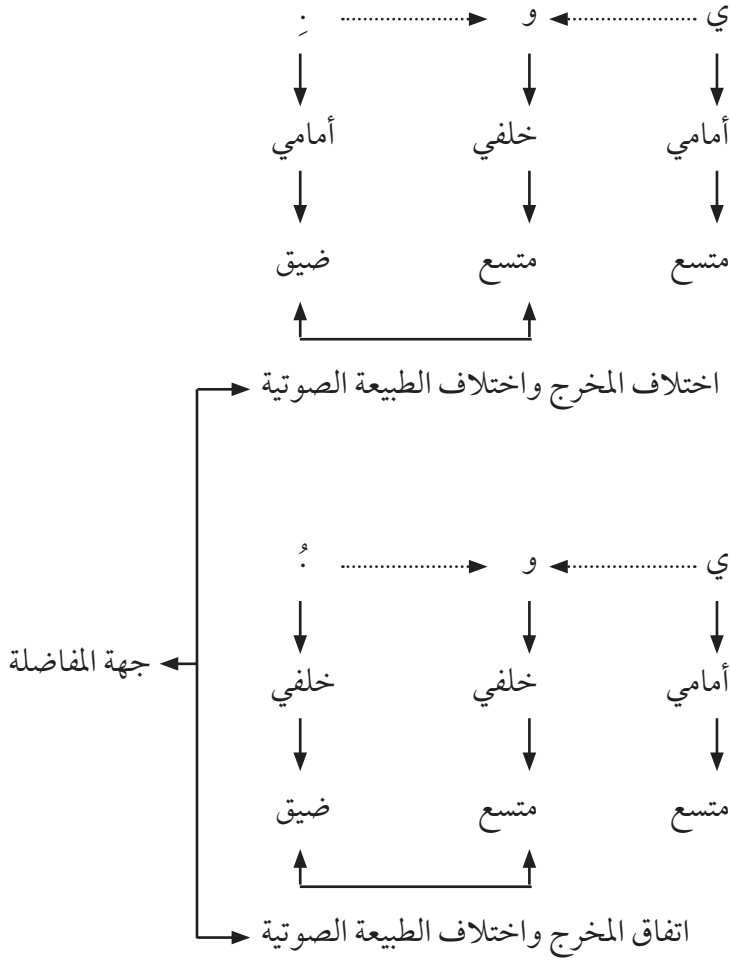 ي و ◌ِ
أمامي خلفي أمامي
متسع متسع ضيق
اختلاف المخرج واختلاف الطبيعة الصوتية
ي و ◌ُ
جهة المفاضلة
أمامي خلفي خلفي
متسع متسع ضيق
اتفاق المخرج واختلاف الطبيعة الصوتية